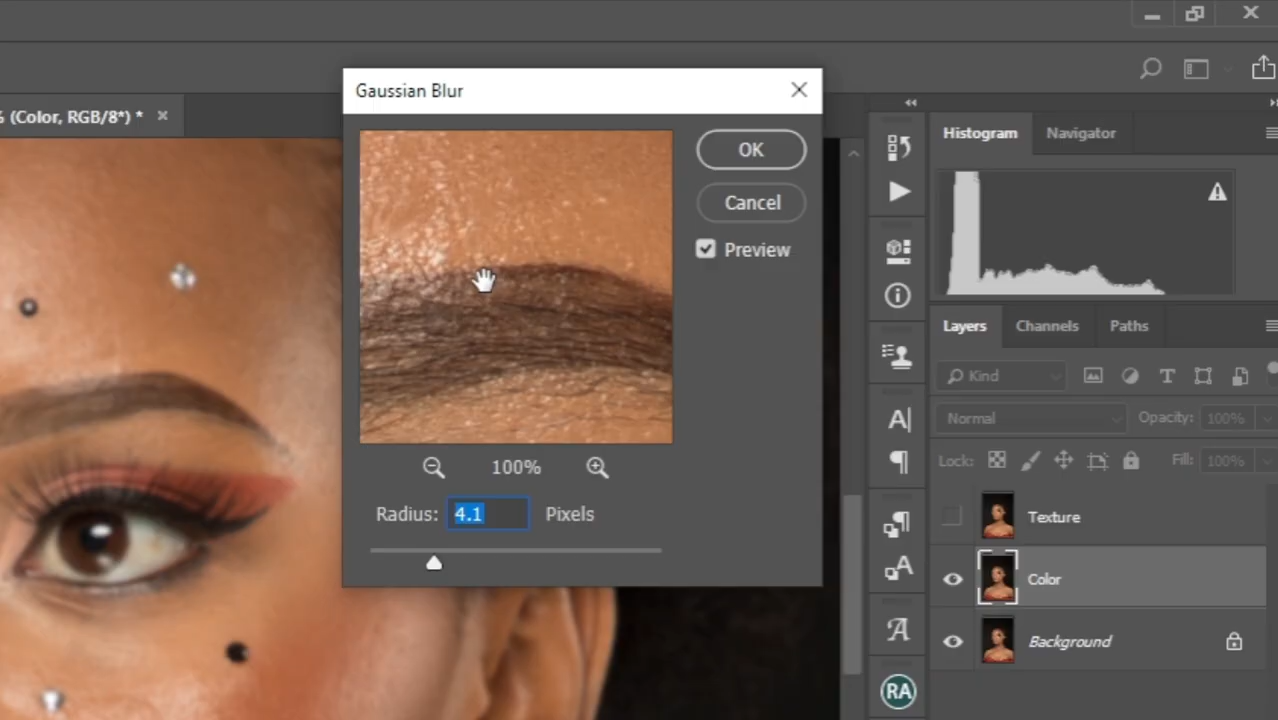 Gaussian Blur
% (Color, RGB/8*) *
OK
Histogram
Navigator
Cancel
Preview
Layers
Channels
Paths
Kind
Normal
Opacity: 100%
Lock:
Fill: 100%
100%
Radius: 4.1 Pixels
Texture
Color
Background
RA